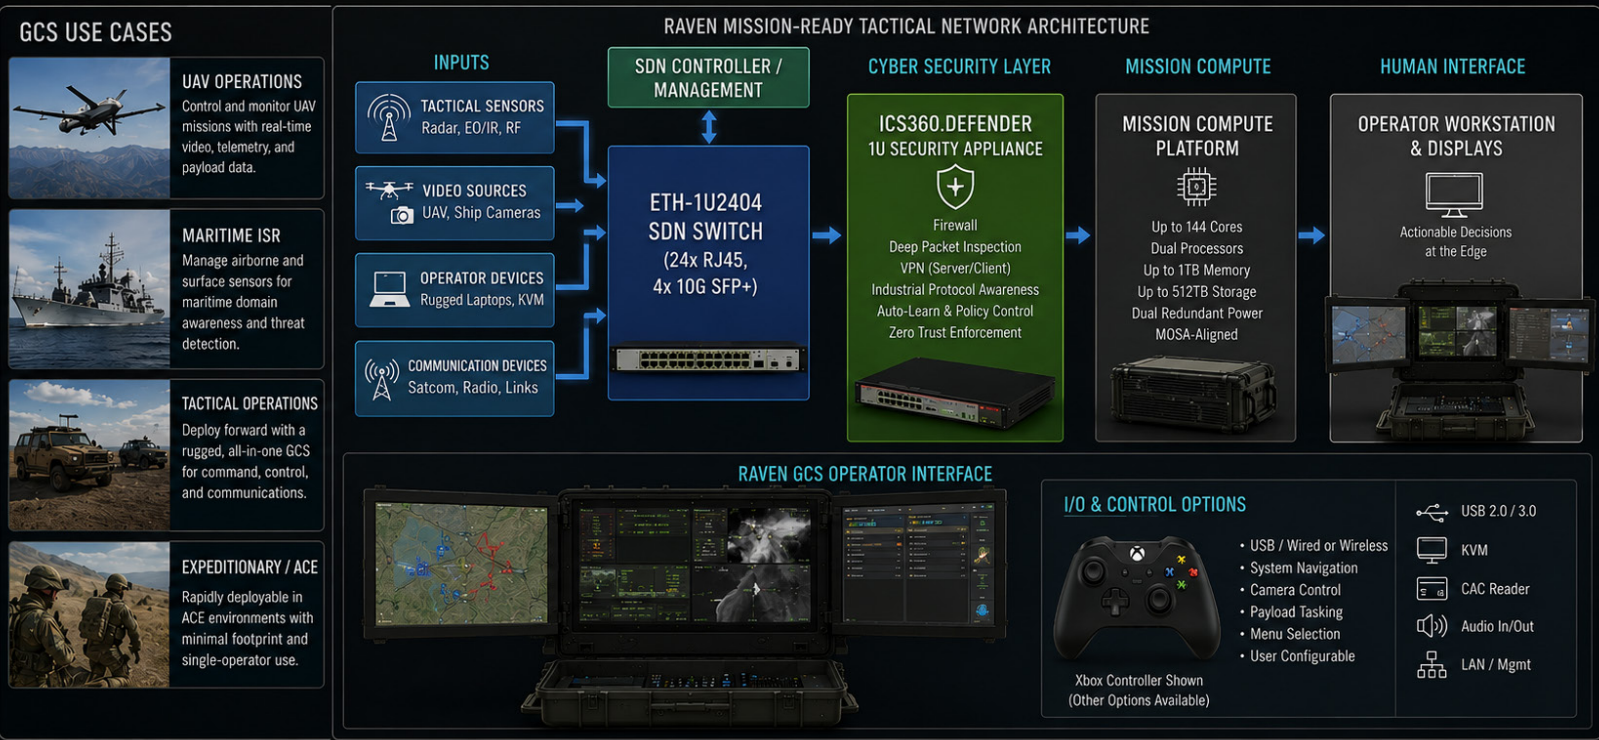 GCS USE CASES
UAV OPERATIONS
Control and monitor UAV
missions with real-time
video, telemetry, and
payload data.
MARITIME ISR
Manage airborne and
surface sensors for
maritime domain
awareness and threat
detection.
TACTICAL OPERATIONS
Deploy forward with a
rugged, all-in-one GCS
for command, control,
and communications.
EXPEDITIONARY / ACE
Rapidly deployable in
ACE environments with
minimal footprint and
single-operator use.
RAVEN MISSION-READY TACTICAL NETWORK ARCHITECTURE
INPUTS
TACTICAL SENSORS
Radar, EO/IR, RF
VIDEO SOURCES
UAV, Ship Cameras
OPERATOR DEVICES
Rugged Laptops, KVM
COMMUNICATION DEVICES
Satcom, Radio, Links
SDN CONTROLLER /
MANAGEMENT
ETH-1U2404
SDN SWITCH
(24x RJ45,
4x 10G SFP+)
CYBER SECURITY LAYER
ICS360.DEFENDER
1U SECURITY APPLIANCE
Firewall
Deep Packet Inspection
VPN (Server/Client)
Industrial Protocol Awareness
Auto-Learn & Policy Control
Zero Trust Enforcement
MISSION COMPUTE
MISSION COMPUTE
PLATFORM
Up to 144 Cores
Dual Processors
Up to 1TB Memory
Up to 512TB Storage
Dual Redundant Power
MOSA-Aligned
HUMAN INTERFACE
OPERATOR WORKSTATION
& DISPLAYS
Actionable Decisions
at the Edge
RAVEN GCS OPERATOR INTERFACE
I/O & CONTROL OPTIONS
Xbox Controller Shown
(Other Options Available)
• USB / Wired or Wireless
• System Navigation
• Camera Control
• Payload Tasking
• Menu Selection
• User Configurable
USB 2.0 / 3.0
KVM
CAC Reader
Audio In/Out
LAN / Mgmt